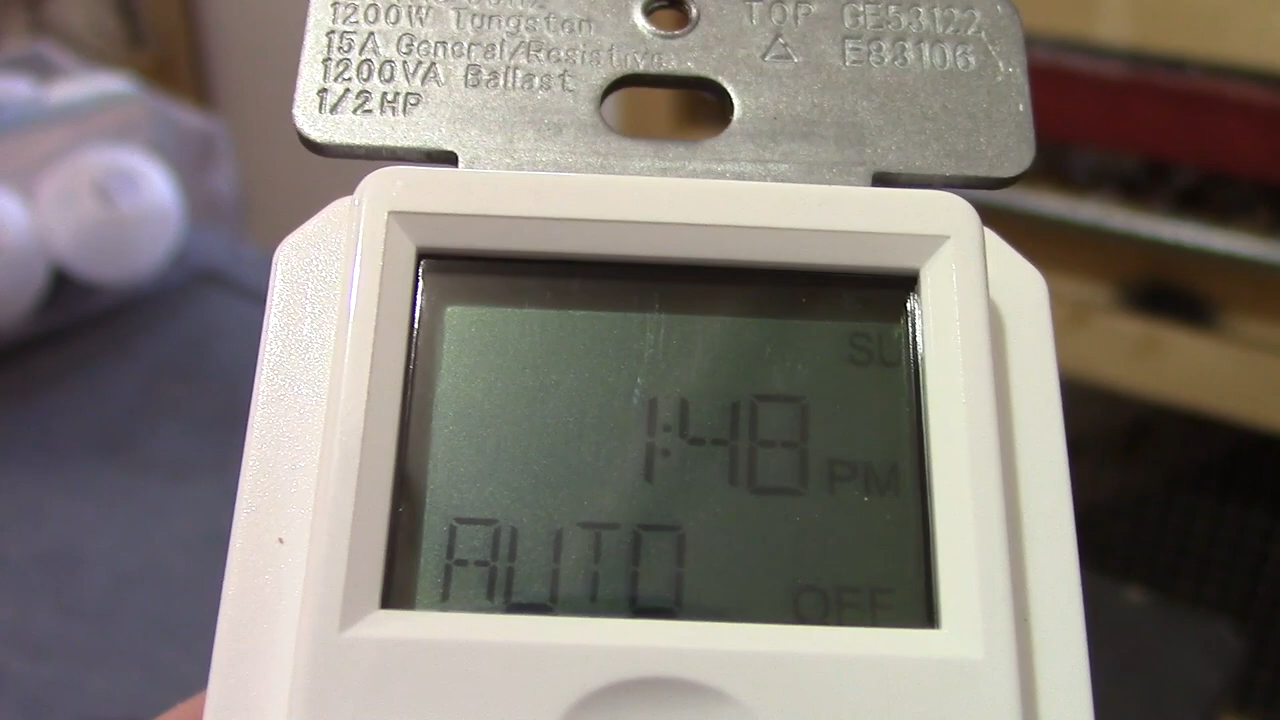 1200W Tungsten
15A General/Resistive
1200VA Ballast
1/2HP
TOP GE53122
E83106
SU
1:48 PM
AUTO OFF